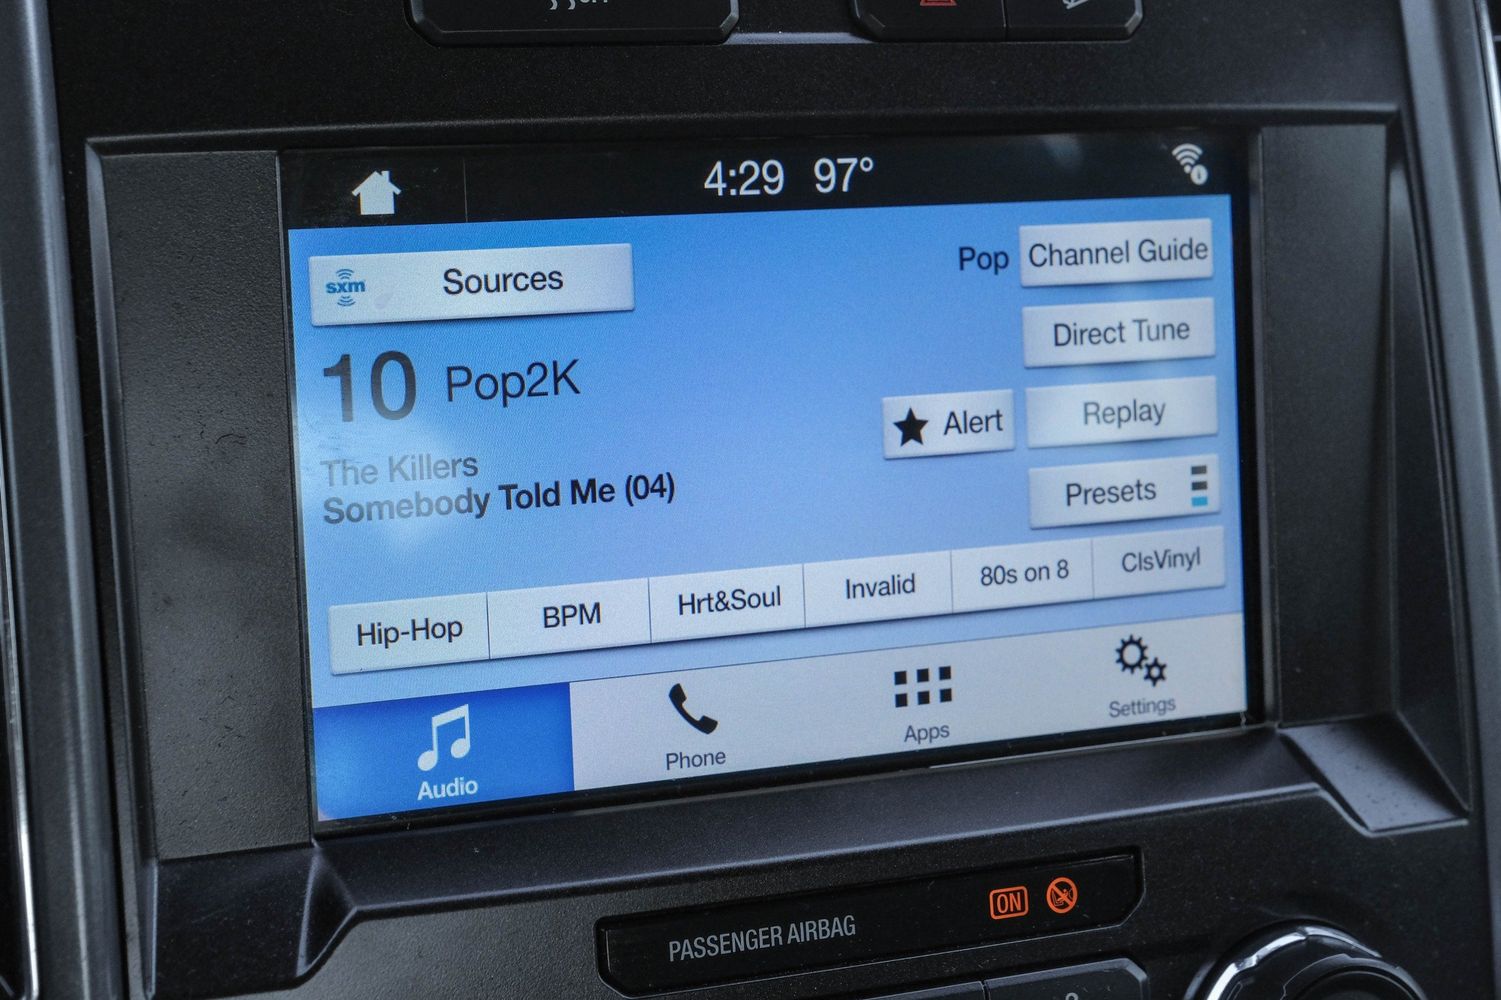 4:29 97°
sxm Sources
Pop Channel Guide
Direct Tune
10 Pop2K
Alert Replay
The Killers
Somebody Told Me (04)
Presets
Hip-Hop BPM Hrt&Soul Invalid 80s on 8 ClsVinyl
Audio Phone Apps Settings
PASSENGER AIRBAG ON